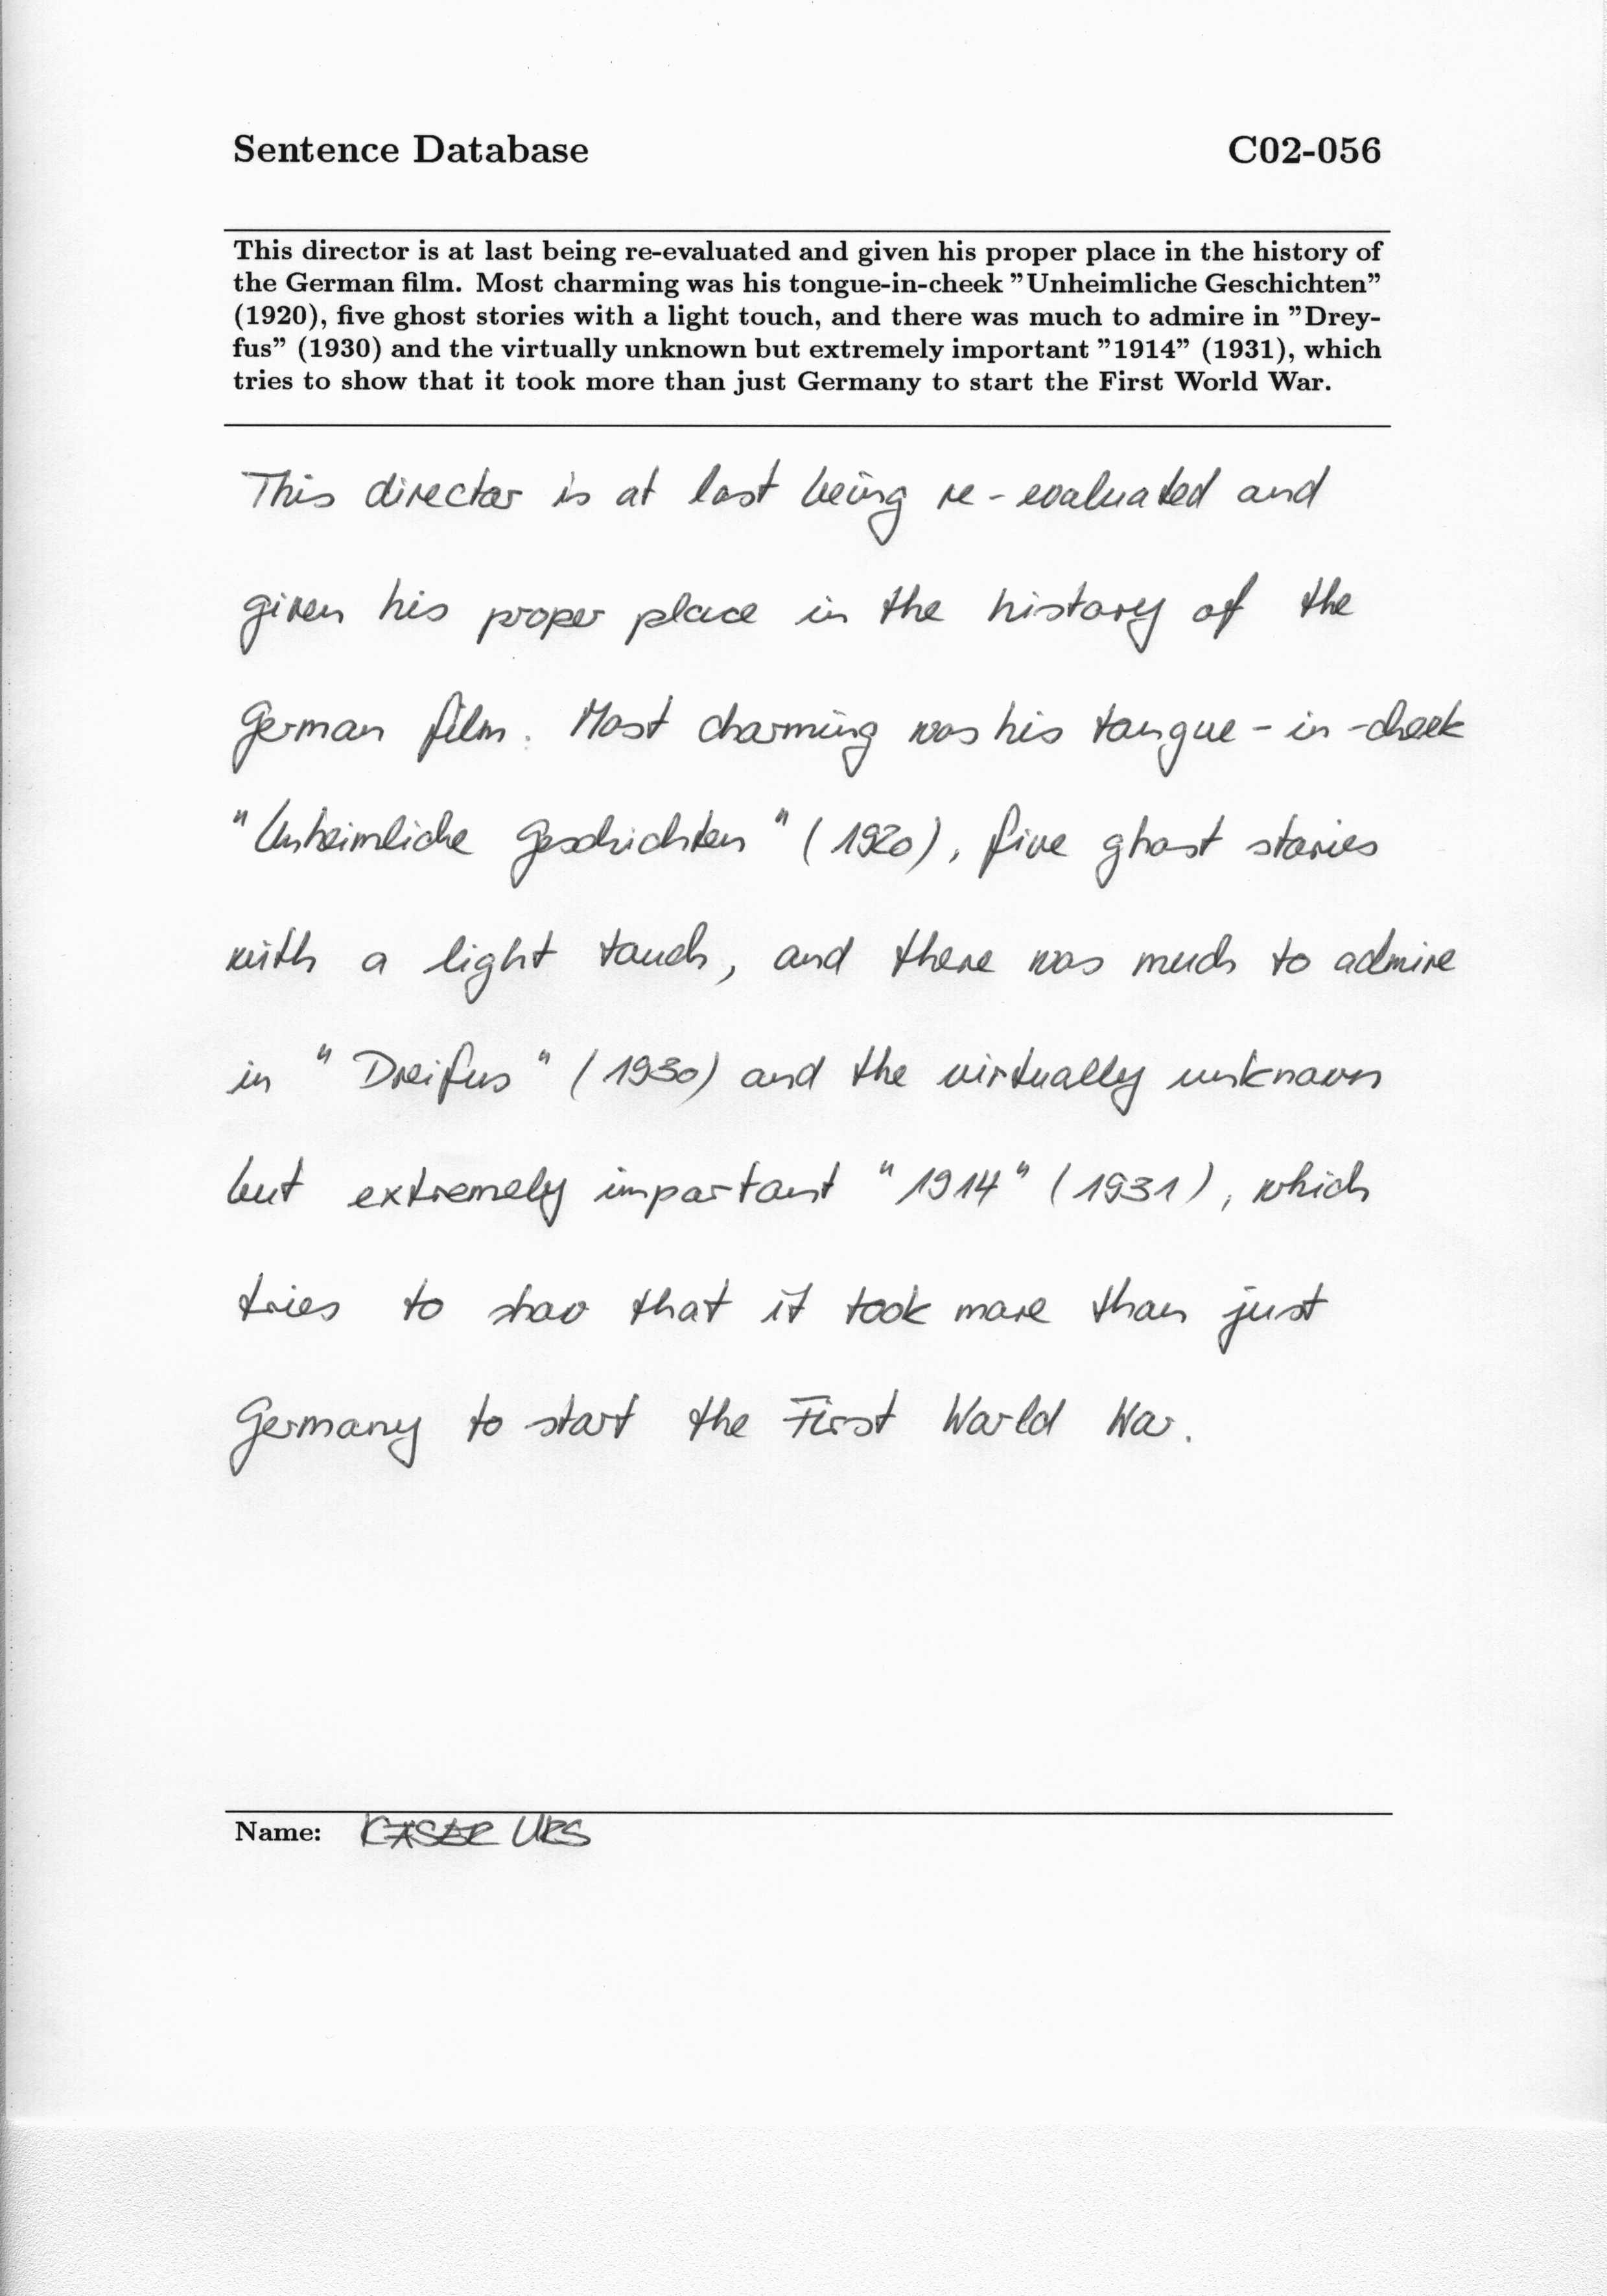 Sentence Database C02-056
This director is at last being re-evaluated and given his proper place in the history of
the German film. Most charming was his tongue-in-cheek ”Unheimliche Geschichten”
(1920), five ghost stories with a light touch, and there was much to admire in ”Drey-
fus” (1930) and the virtually unknown but extremely important ”1914” (1931), which
tries to show that it took more than just Germany to start the First World War.
This director is at last being re-evaluated and
given his proper place in the history of the
German film. Most charming was his tongue-in-cheek
"Unheimliche Geschichten" (1920), five ghost stories
with a light touch, and there was much to admire
in "Dreifus" (1930) and the virtually unknown
but extremely important "1914" (1931), which
tries to show that it took more than just
Germany to start the First World War.
Name: KASER URS